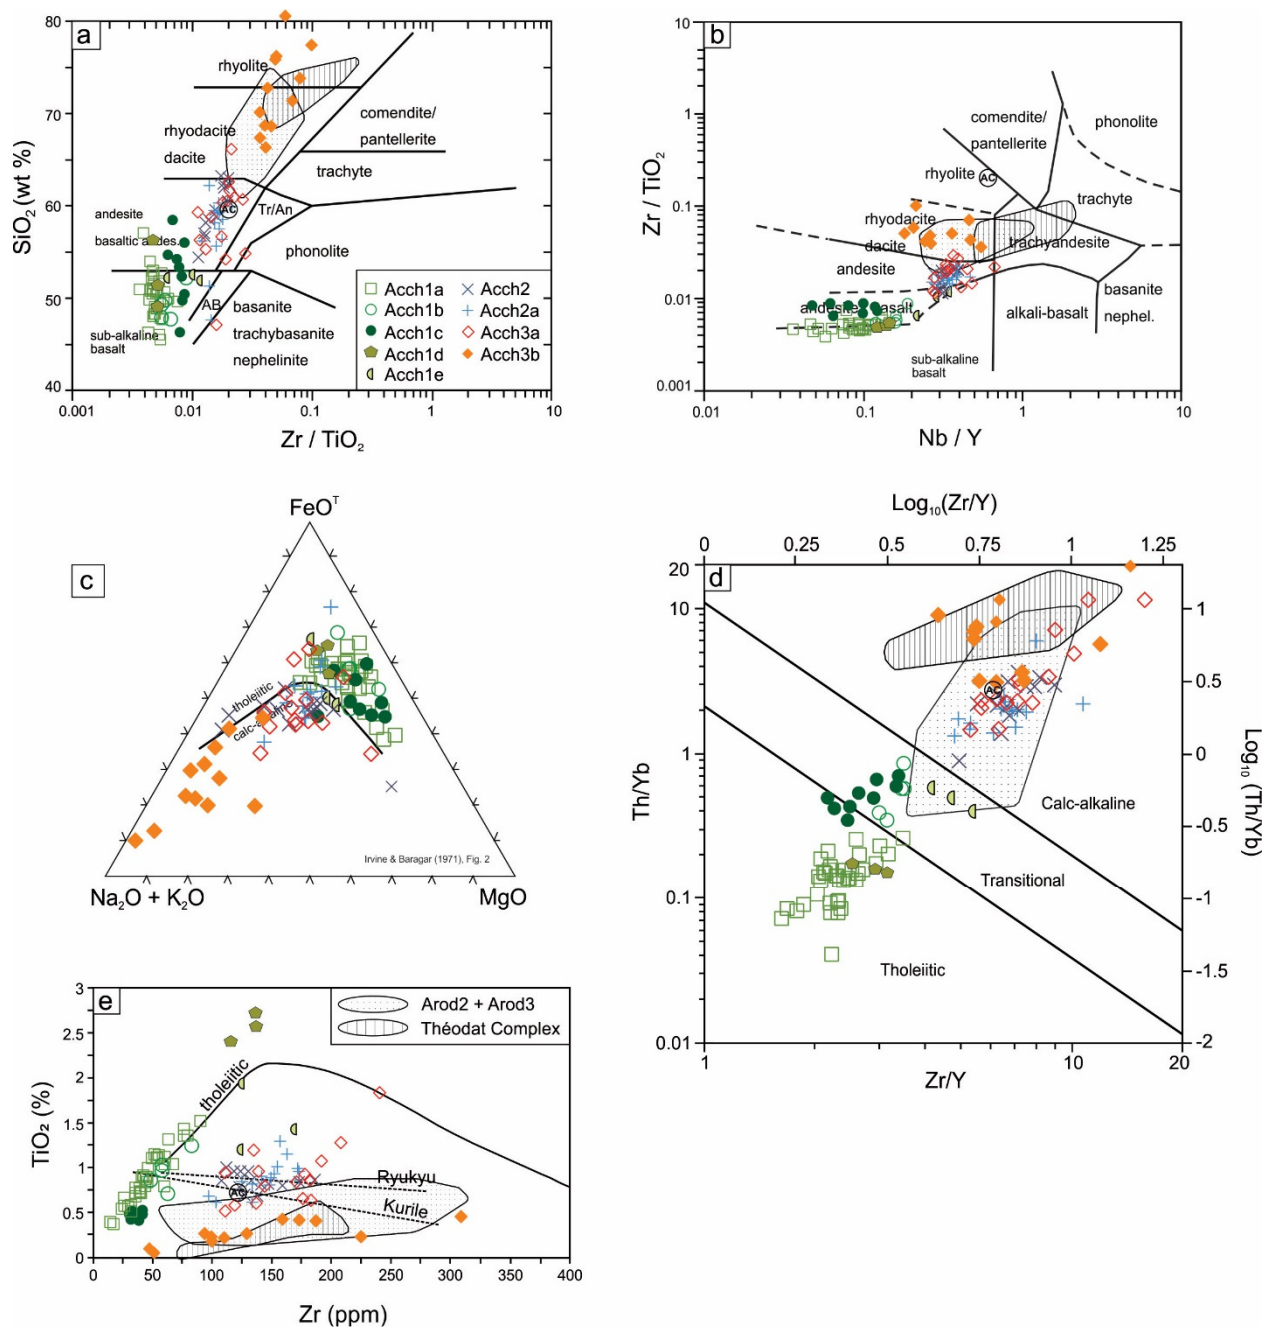 a
SiO₂ (wt %)
80
70
60
50
40
0.001
0.01
0.1
1
10
Zr / TiO₂
rhyolite
rhyodacite
dacite
comendite/
pantellerite
trachyte
Tr/An
andesite
basaltic andes.
phonolite
AC
AB
basanite
trachybasanite
nephelinite
sub-alkaline
basalt
Acch1a
Acch1b
Acch1c
Acch1d
Acch1e
Acch2
Acch2a
Acch3a
Acch3b
b
Zr / TiO₂
10
1
0.1
0.01
0.001
0.01
0.1
1
10
Nb / Y
comendite/
pantellerite
phonolite
rhyolite
AC
trachyte
rhyodacite
dacite
trachyandesite
andesite
andesite basalt
basanite
nephel.
alkali-basalt
sub-alkaline
basalt
c
FeOᵀ
tholeiitic
calc-alkaline
Irvine & Baragar (1971), Fig. 2
Na₂O + K₂O
MgO
d
Log₁₀(Zr/Y)
0
0.25
0.5
0.75
1
1.25
Th/Yb
20
10
1
0.1
0.01
Log₁₀ (Th/Yb)
1
0.5
0
-0.5
-1
-1.5
-2
AC
Calc-alkaline
Transitional
Tholeiitic
1
10
20
Zr/Y
e
TiO₂ (%)
3
2.5
2
1.5
1
0.5
0
Arod2 + Arod3
Théodat Complex
tholeiitic
Ryukyu
Kurile
AC
0
50
100
150
200
250
300
400
Zr (ppm)